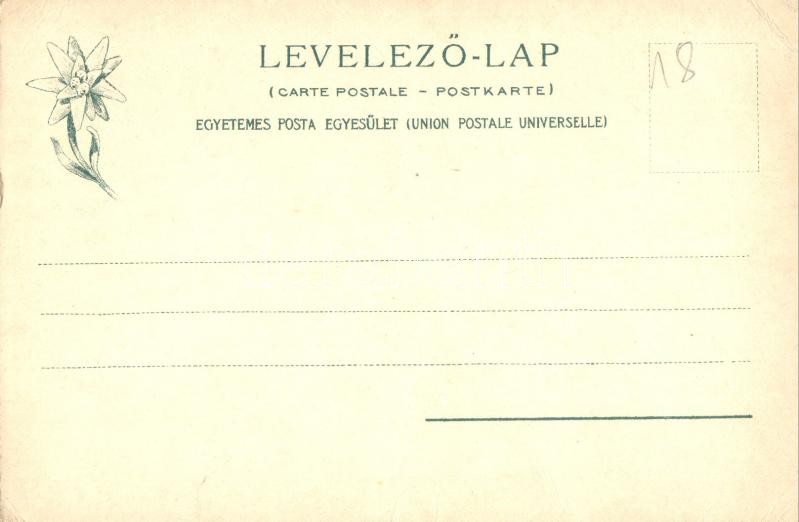 LEVELEZŐ-LAP
(CARTE POSTALE - POSTKARTE)
EGYETEMES POSTA EGYESÜLET (UNION POSTALE UNIVERSELLE)
18